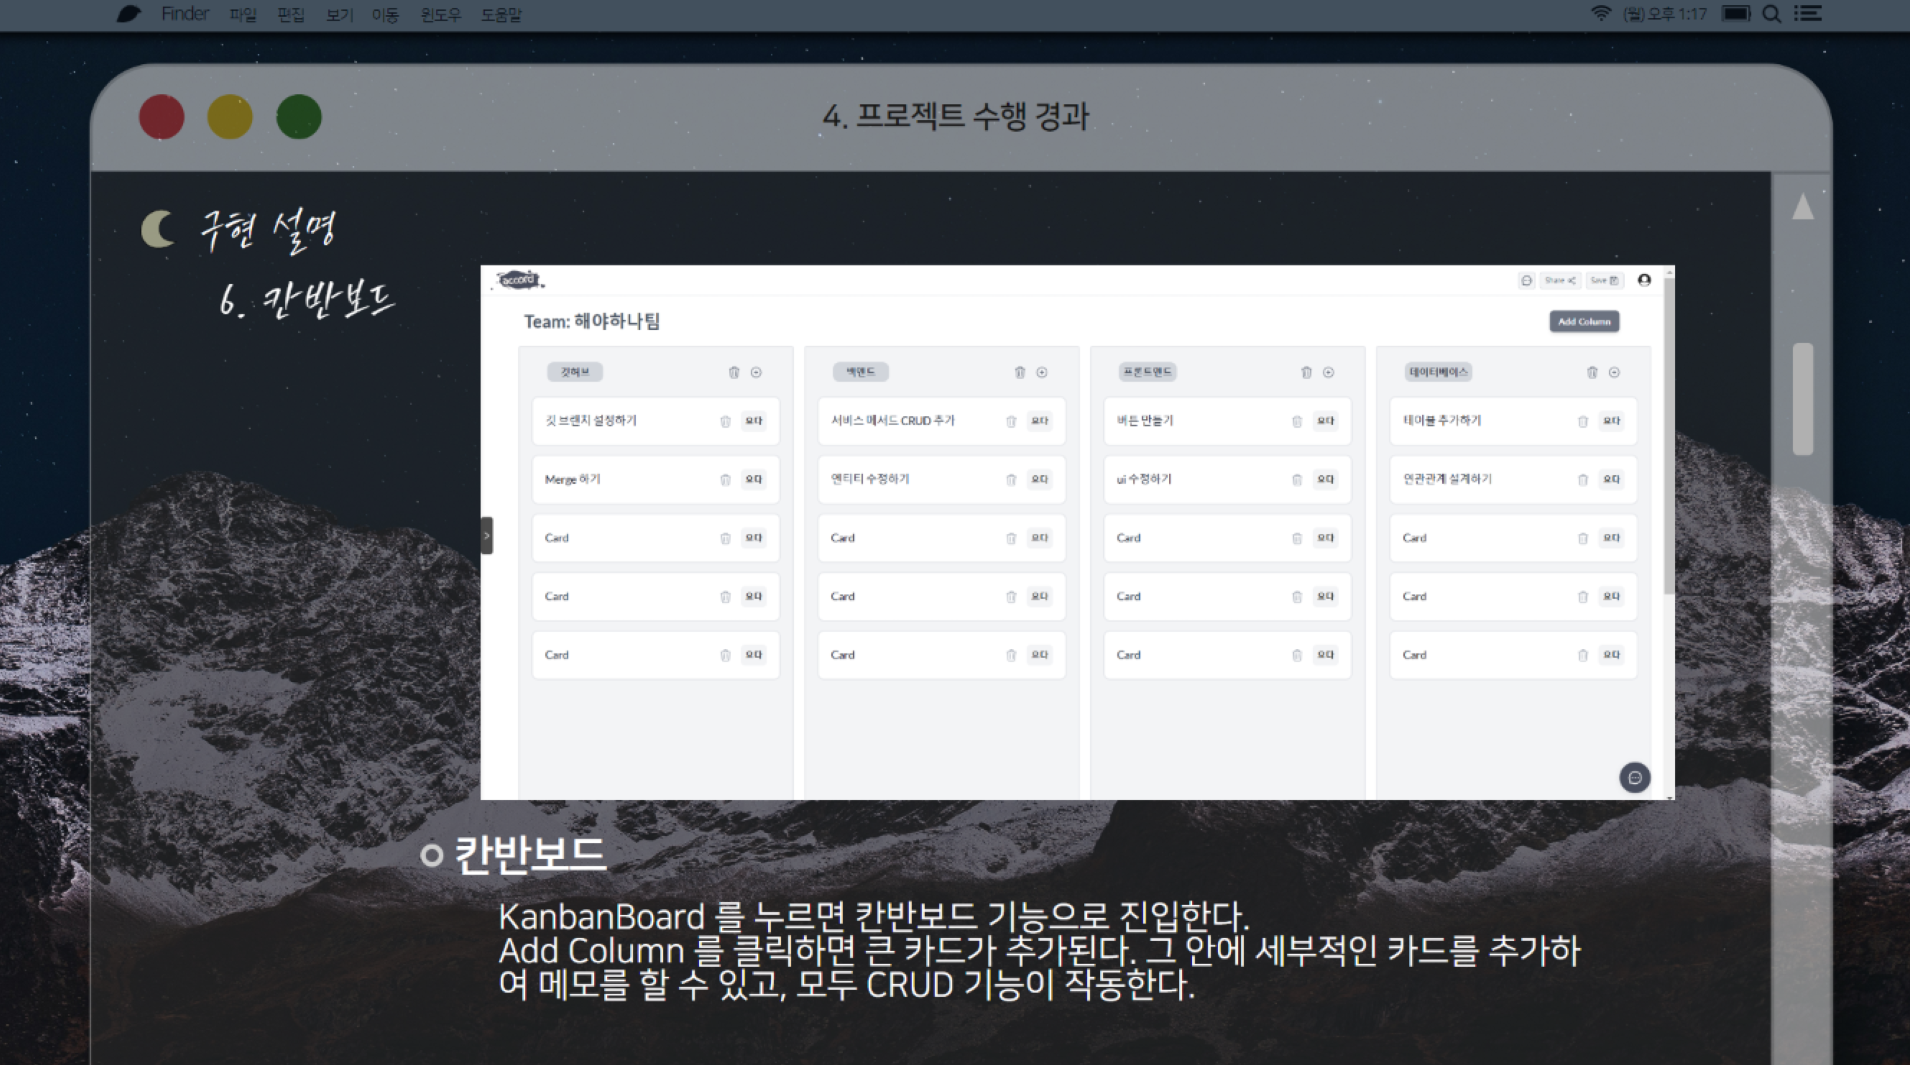 Finder 파일 편집 보기 이동 윈도우 도움말
(월) 오후 1:17
4. 프로젝트 수행 경과
구현 설명
6. 칸반보드
accord
Share
Save
Team: 해야하나팀
Add Column
깃허브
깃 브랜치 설정하기
요다
Merge 하기
요다
Card
요다
Card
요다
Card
요다
백엔드
서비스 메서드 CRUD 추가
요다
엔티티 수정하기
요다
Card
요다
Card
요다
Card
요다
프론트엔드
버튼 만들기
요다
ui 수정하기
요다
Card
요다
Card
요다
Card
요다
데이터베이스
테이블 추가하기
요다
연관관계 설계하기
요다
Card
요다
Card
요다
Card
요다
칸반보드
KanbanBoard 를 누르면 칸반보드 기능으로 진입한다.
Add Column 를 클릭하면 큰 카드가 추가된다. 그 안에 세부적인 카드를 추가하
여 메모를 할 수 있고, 모두 CRUD 기능이 작동한다.